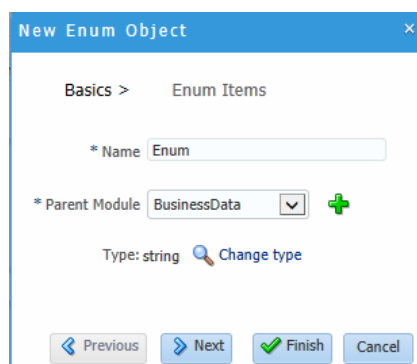 New Enum Object ×
Basics > Enum Items
* Name Enum
* Parent Module BusinessData
Type: string Change type
Previous Next Finish Cancel